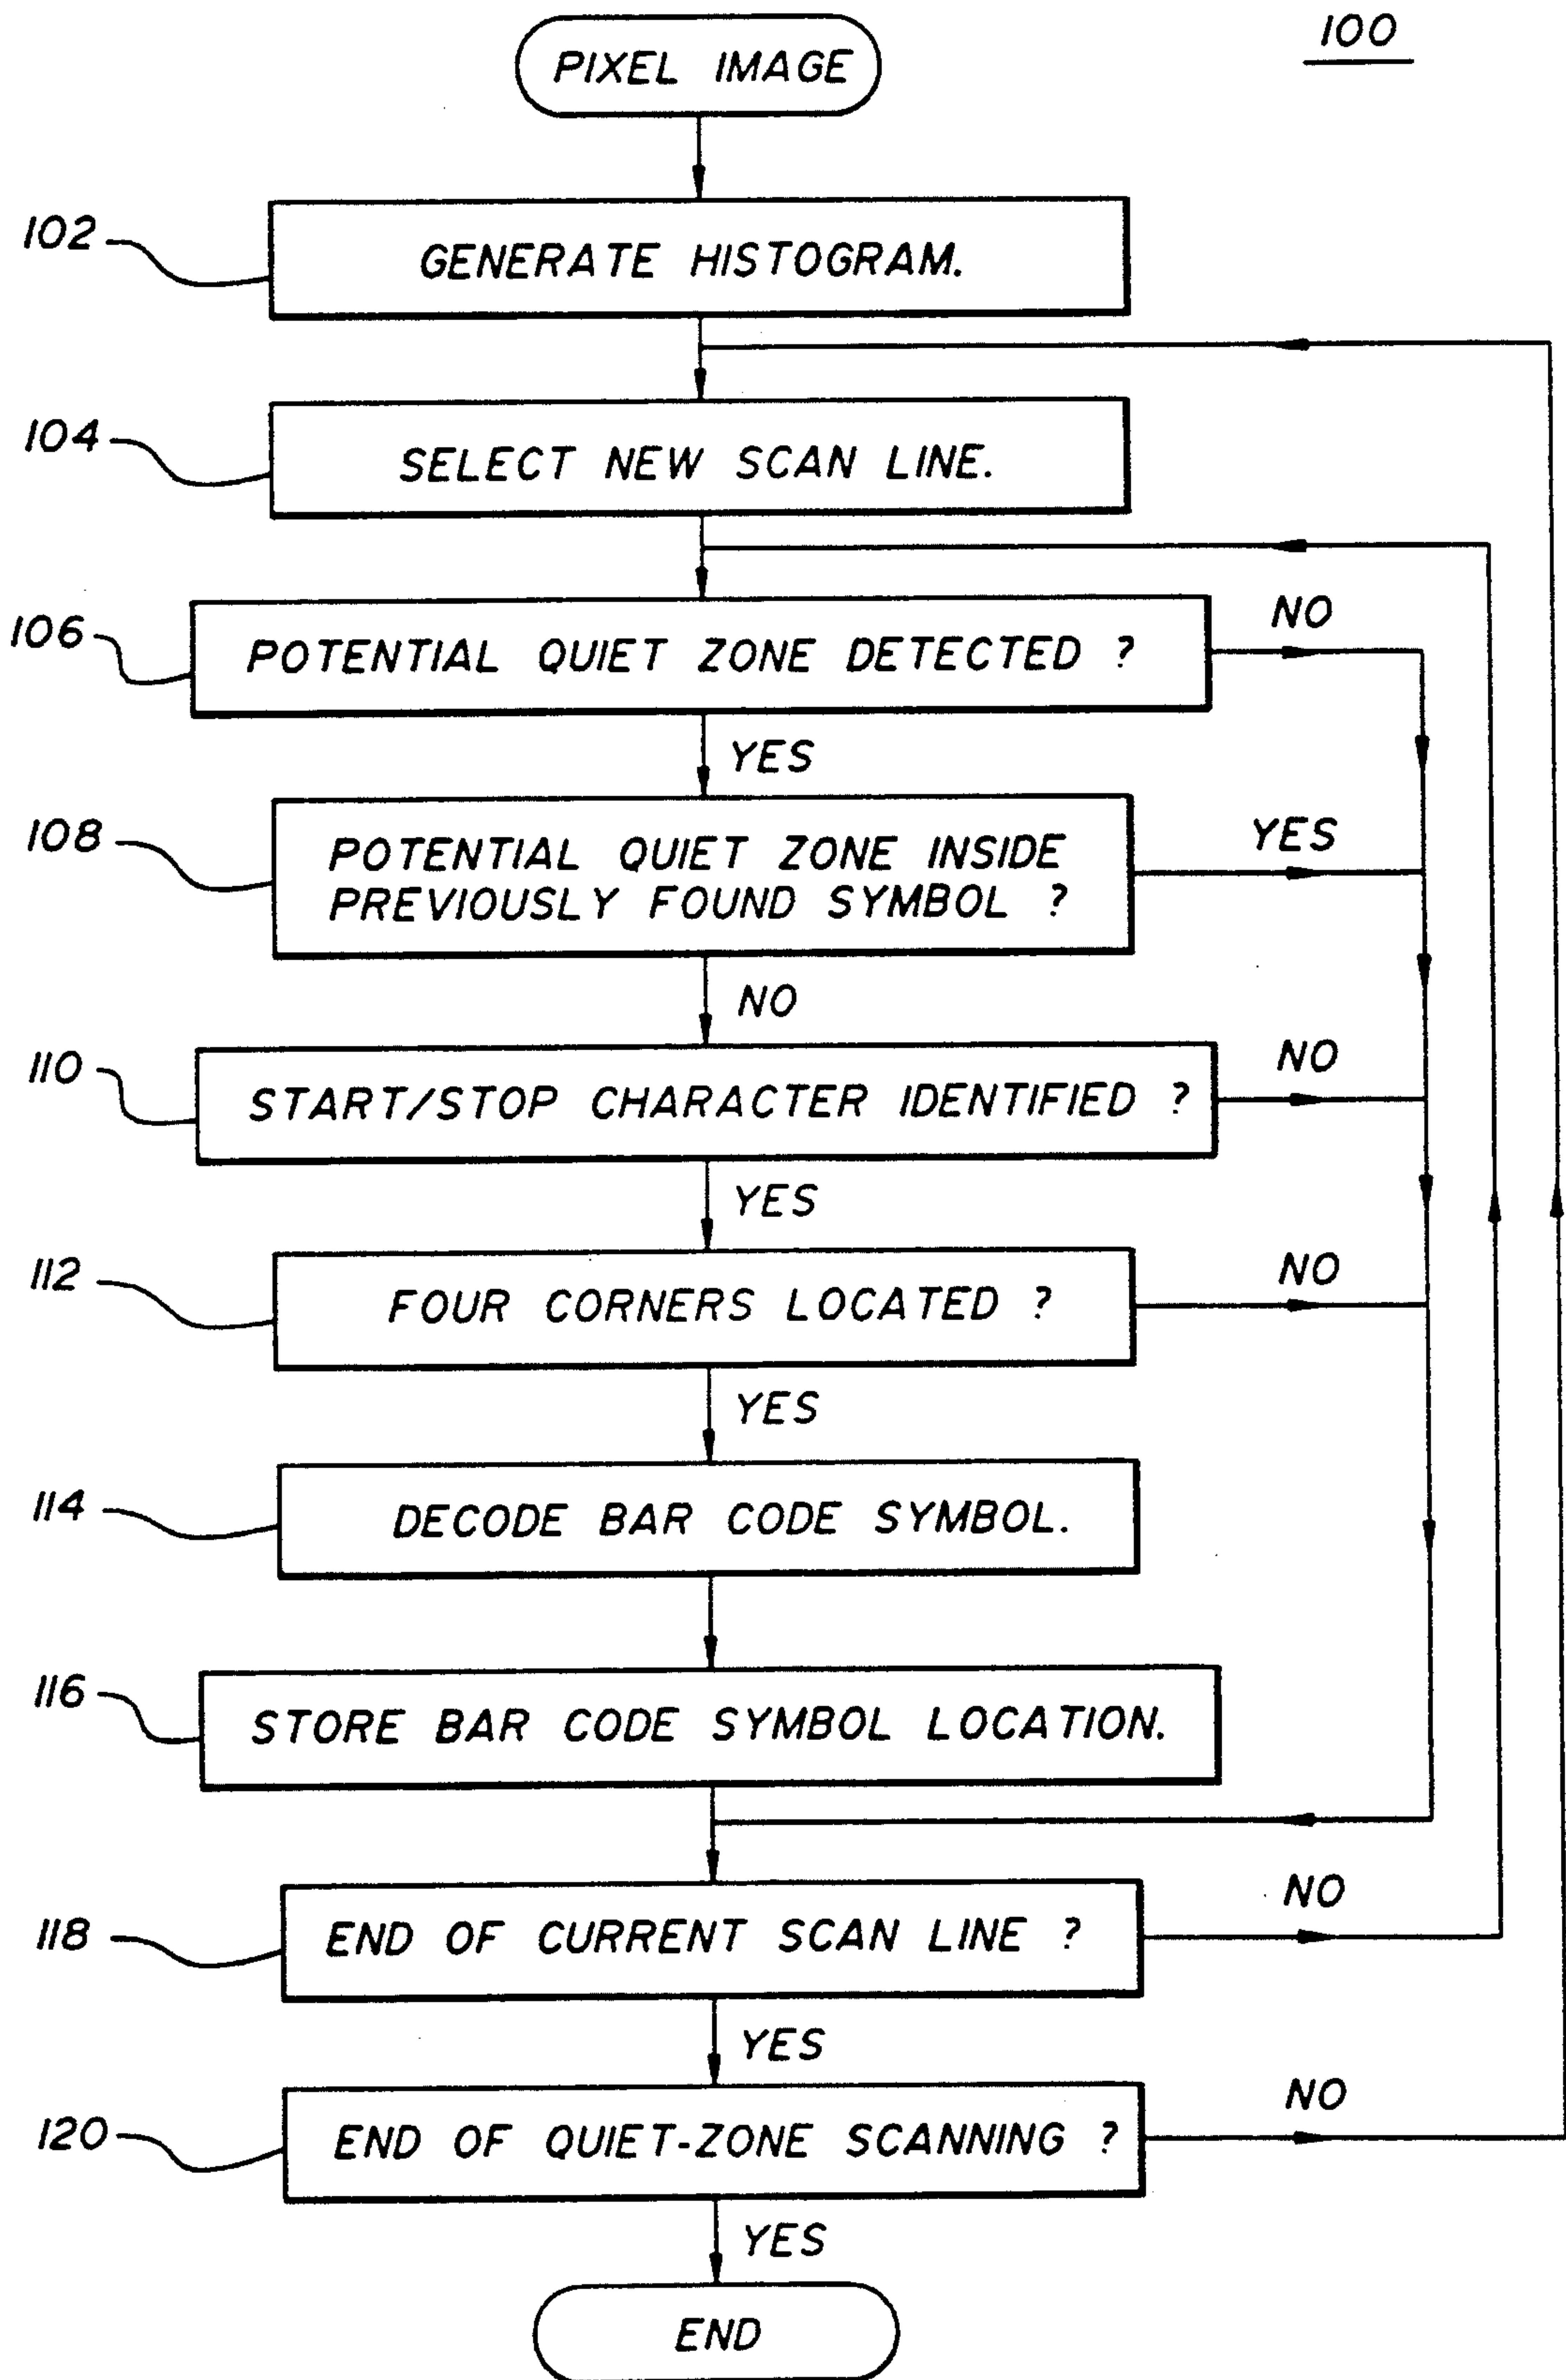 100
PIXEL IMAGE
102
GENERATE HISTOGRAM.
104
SELECT NEW SCAN LINE.
106
POTENTIAL QUIET ZONE DETECTED ?
NO
YES
108
POTENTIAL QUIET ZONE INSIDE
PREVIOUSLY FOUND SYMBOL ?
YES
NO
110
START/STOP CHARACTER IDENTIFIED ?
NO
YES
112
FOUR CORNERS LOCATED ?
NO
YES
114
DECODE BAR CODE SYMBOL.
116
STORE BAR CODE SYMBOL LOCATION.
118
END OF CURRENT SCAN LINE ?
NO
YES
120
END OF QUIET-ZONE SCANNING ?
NO
YES
END